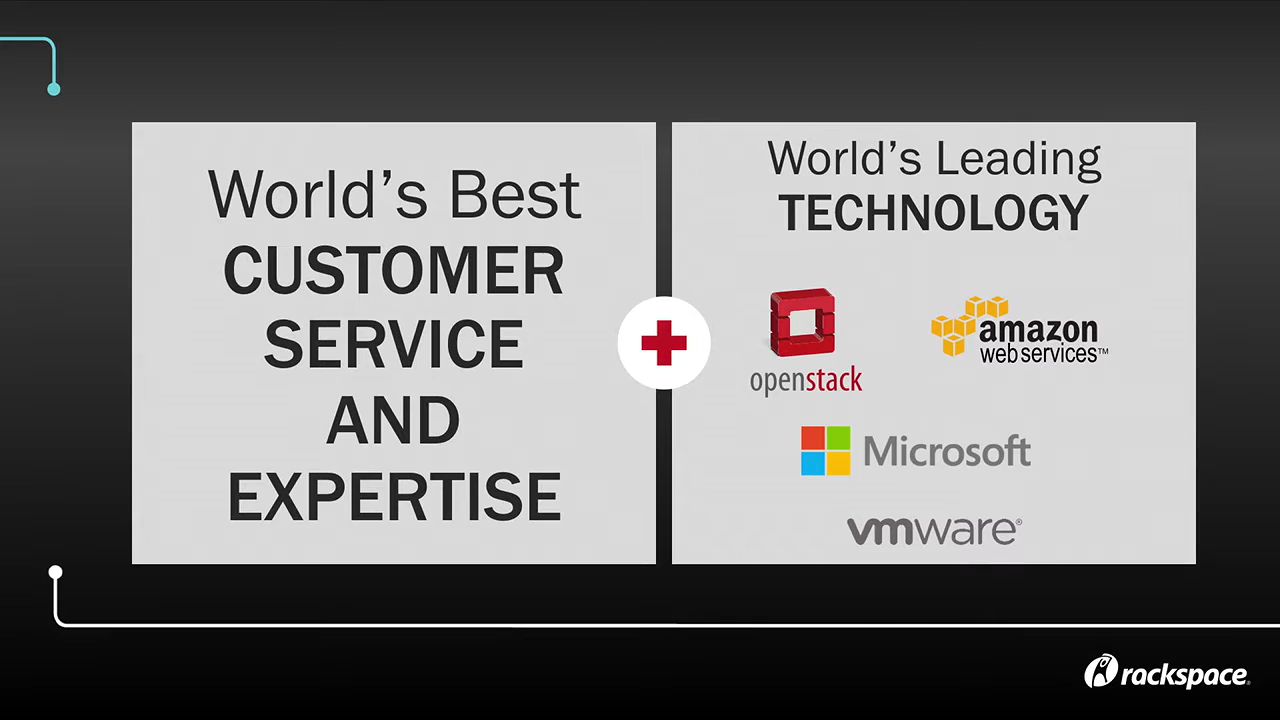 World's Best
CUSTOMER
SERVICE
AND
EXPERTISE
World's Leading
TECHNOLOGY
openstack
amazon
web services™
Microsoft
vmware®
rackspace®